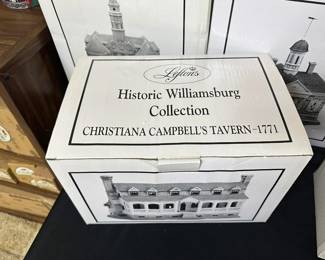 Lefton's
Historic Williamsburg
Collection
CHRISTIANA CAMPBELL'S TAVERN-1771